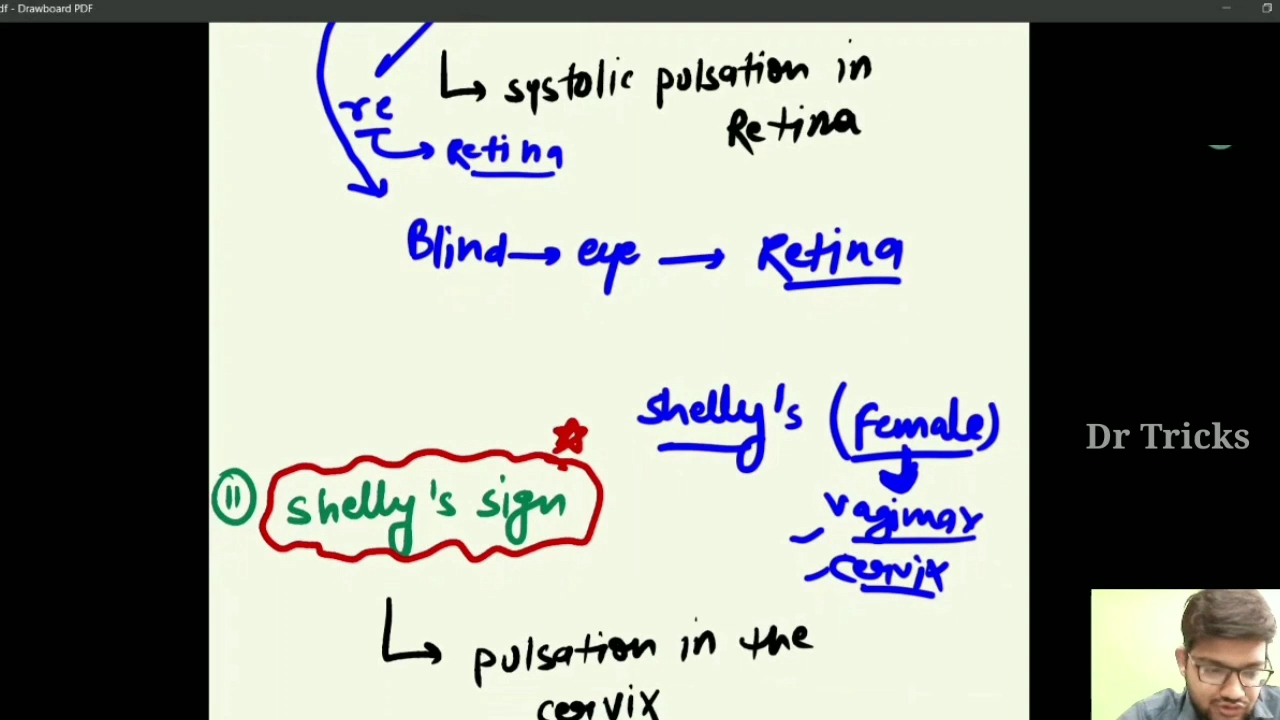 df - Drawboard PDF
↳ systolic pulsation in
Retina
re
Retina
Blind → eye → Retina
Shelly's (Female)
Vaginax
cervix
Dr Tricks
11 shelly's sign
↳ pulsation in the
cervix